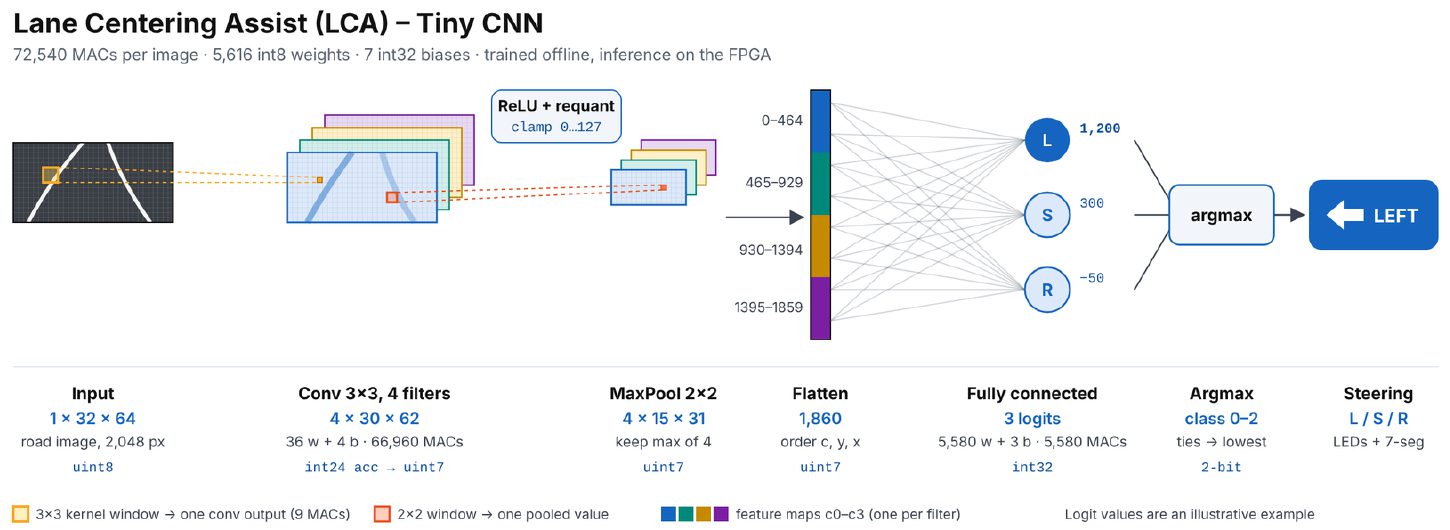 Lane Centering Assist (LCA) – Tiny CNN
72,540 MACs per image · 5,616 int8 weights · 7 int32 biases · trained offline, inference on the FPGA
ReLU + requant
clamp 0…127
0–464
465–929
930–1394
1395–1859
L
1,200
S
300
R
−50
argmax
LEFT
Input
1 × 32 × 64
road image, 2,048 px
uint8
Conv 3×3, 4 filters
4 × 30 × 62
36 w + 4 b · 66,960 MACs
int24 acc → uint7
MaxPool 2×2
4 × 15 × 31
keep max of 4
uint7
Flatten
1,860
order c, y, x
uint7
Fully connected
3 logits
5,580 w + 3 b · 5,580 MACs
int32
Argmax
class 0–2
ties → lowest
2-bit
Steering
L / S / R
LEDs + 7-seg
3×3 kernel window → one conv output (9 MACs)
2×2 window → one pooled value
feature maps c0–c3 (one per filter)
Logit values are an illustrative example